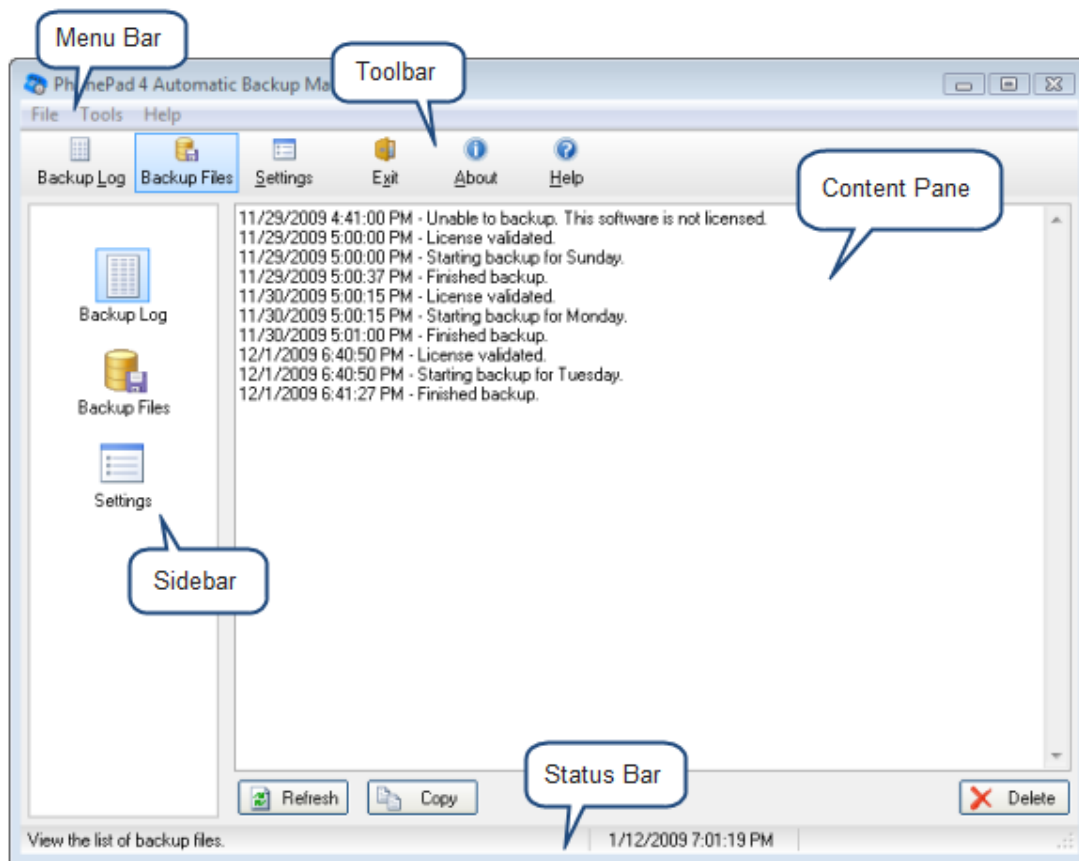 Menu Bar
Toolbar
PhonePad 4 Automatic Backup Ma
File Tools Help
Backup Log Backup Files Settings Exit About Help
Content Pane
11/29/2009 4:41:00 PM - Unable to backup. This software is not licensed.
11/29/2009 5:00:00 PM - License validated.
11/29/2009 5:00:00 PM - Starting backup for Sunday.
11/29/2009 5:00:37 PM - Finished backup.
11/30/2009 5:00:15 PM - License validated.
11/30/2009 5:00:15 PM - Starting backup for Monday.
11/30/2009 5:01:00 PM - Finished backup.
12/1/2009 6:40:50 PM - License validated.
12/1/2009 6:40:50 PM - Starting backup for Tuesday.
12/1/2009 6:41:27 PM - Finished backup.
Backup Log
Backup Files
Settings
Sidebar
Status Bar
Refresh Copy Delete
View the list of backup files. 1/12/2009 7:01:19 PM